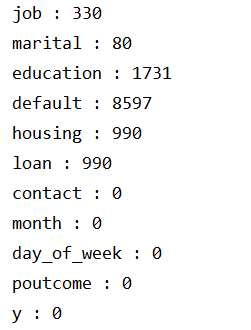 job : 330
marital : 80
education : 1731
default : 8597
housing : 990
loan : 990
contact : 0
month : 0
day_of_week : 0
poutcome : 0
y : 0